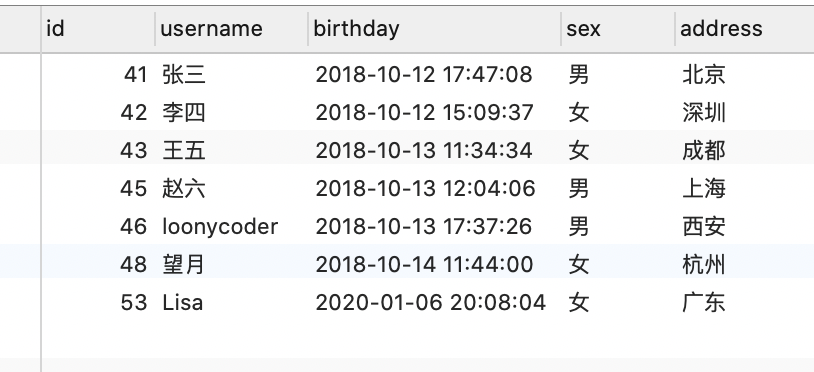 id username birthday sex address
41 张三 2018-10-12 17:47:08 男 北京
42 李四 2018-10-12 15:09:37 女 深圳
43 王五 2018-10-13 11:34:34 女 成都
45 赵六 2018-10-13 12:04:06 男 上海
46 loonycoder 2018-10-13 17:37:26 男 西安
48 望月 2018-10-14 11:44:00 女 杭州
53 Lisa 2020-01-06 20:08:04 女 广东